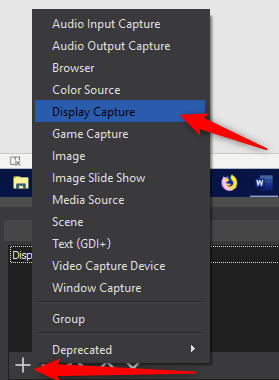 Audio Input Capture
Audio Output Capture
Browser
Color Source
Display Capture
Game Capture
Image
Image Slide Show
Media Source
Scene
Text (GDI+)
Video Capture Device
Window Capture
Group
Deprecated